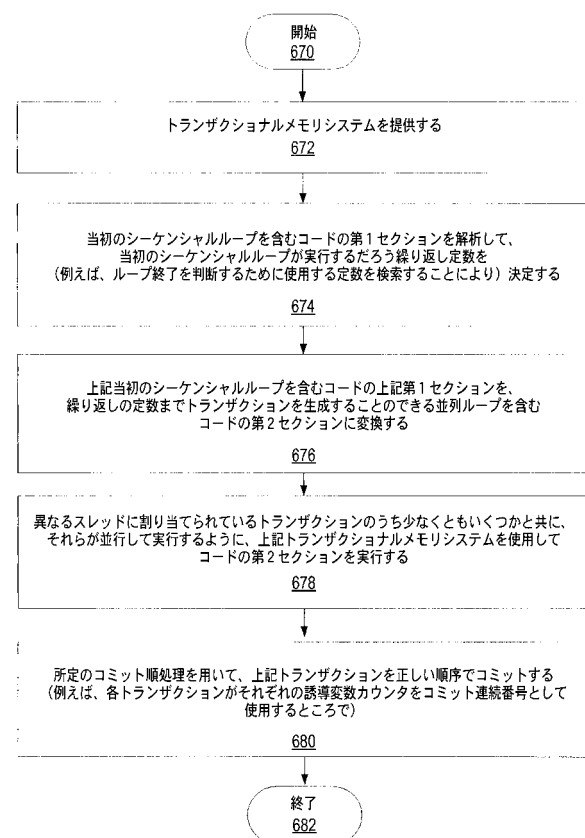 開始
670
トランザクショナルメモリシステムを提供する
672
当初のシーケンシャルループを含むコードの第1セクションを解析して、
当初のシーケンシャルループが実行するだろう繰り返し定数を
(例えば、ループ終了を判断するために使用する定数を検索することにより) 決定する
674
上記当初のシーケンシャルループを含むコードの上記第1セクションを、
繰り返しの定数までトランザクションを生成することのできる並列ループを含む
コードの第2セクションに変換する
676
異なるスレッドに割り当てられているトランザクションのうち少なくともいくつかと共に、
それらが並行して実行するように、上記トランザクショナルメモリシステムを使用して
コードの第2セクションを実行する
678
所定のコミット順処理を用いて、上記トランザクションを正しい順序でコミットする
(例えば、各トランザクションがそれぞれの誘導変数カウンタをコミット連続番号として
使用するところで)
680
終了
682